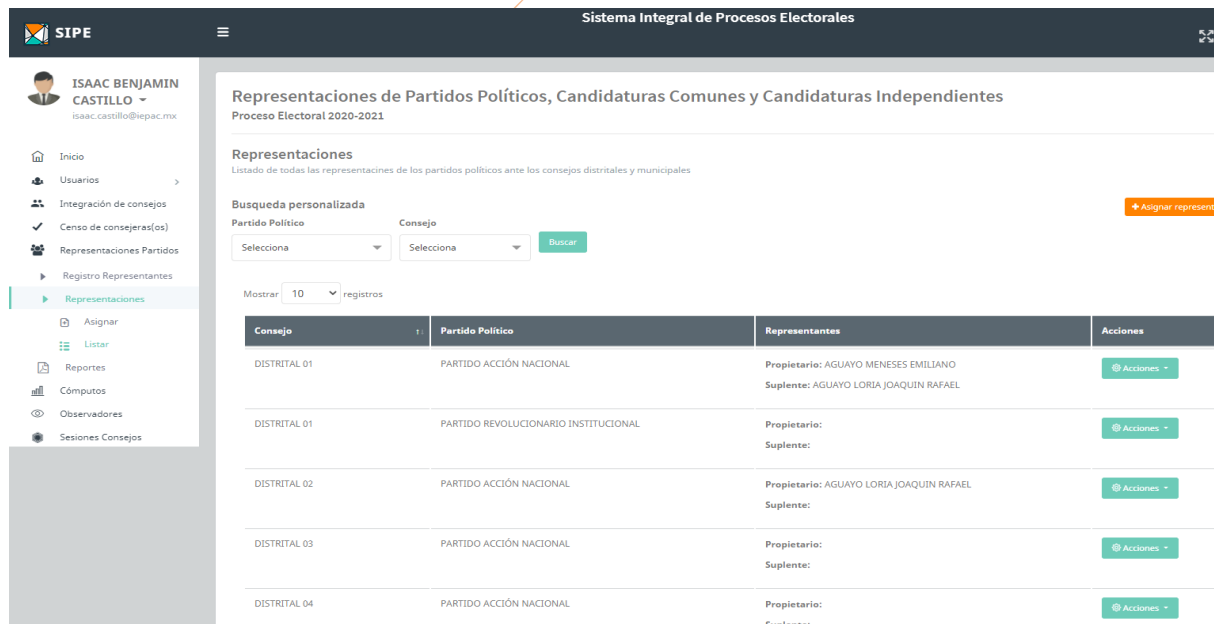 SIPE
Sistema Integral de Procesos Electorales
ISAAC BENJAMIN
CASTILLO
isaac.castillo@iepac.mx
Inicio
Usuarios
Integración de consejos
Censo de consejeras(os)
Representaciones Partidos
Registro Representantes
Representaciones
Asignar
Listar
Reportes
Cómputos
Observadores
Sesiones Consejos
Representaciones de Partidos Políticos, Candidaturas Comunes y Candidaturas Independientes
Proceso Electoral 2020-2021
Representaciones
Listado de todas las representacines de los partidos políticos ante los consejos distritales y municipales
Busqueda personalizada
+ Asignar represent
Partido Político Consejo
Selecciona Selecciona Buscar
Mostrar 10 registros
Consejo Partido Político Representantes Acciones
DISTRITAL 01 PARTIDO ACCIÓN NACIONAL Propietario: AGUAYO MENESES EMILIANO Acciones
Suplente: AGUAYO LORIA JOAQUIN RAFAEL
DISTRITAL 01 PARTIDO REVOLUCIONARIO INSTITUCIONAL Propietario: Acciones
Suplente:
DISTRITAL 02 PARTIDO ACCIÓN NACIONAL Propietario: AGUAYO LORIA JOAQUIN RAFAEL Acciones
Suplente:
DISTRITAL 03 PARTIDO ACCIÓN NACIONAL Propietario: Acciones
Suplente:
DISTRITAL 04 PARTIDO ACCIÓN NACIONAL Propietario: Acciones
Suplente: